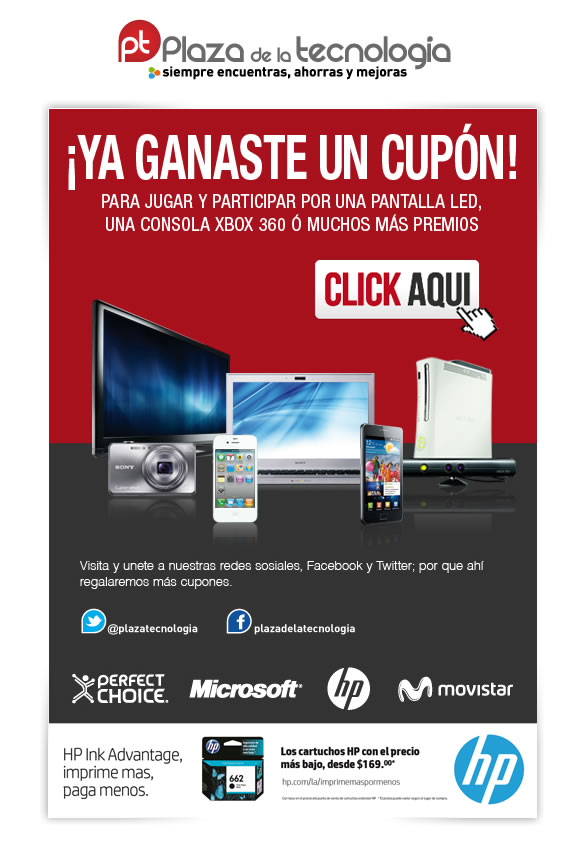 pt Plaza de la tecnología
siempre encuentras, ahorras y mejoras
¡YA GANASTE UN CUPÓN!
PARA JUGAR Y PARTICIPAR POR UNA PANTALLA LED,
UNA CONSOLA XBOX 360 Ó MUCHOS MÁS PREMIOS
CLICK AQUI
SONY
Visita y unete a nuestras redes sosiales, Facebook y Twitter; por que ahí
regalaremos más cupones.
@plazatecnologia
plazadelatecnologia
PERFECT
CHOICE.
Microsoft®
hp
movistar
HP Ink Advantage,
imprime mas,
paga menos.
hp
662
Los cartuchos HP con el precio
más bajo, desde $169.00*
hp.com/la/imprimemaspormenos
hp